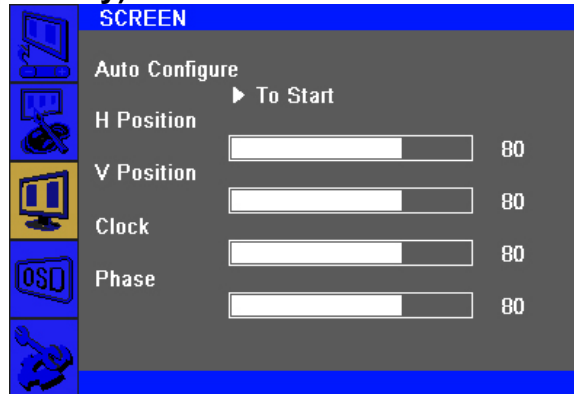 SCREEN
Auto Configure
To Start
H Position
80
V Position
80
Clock
80
Phase
80
OSD